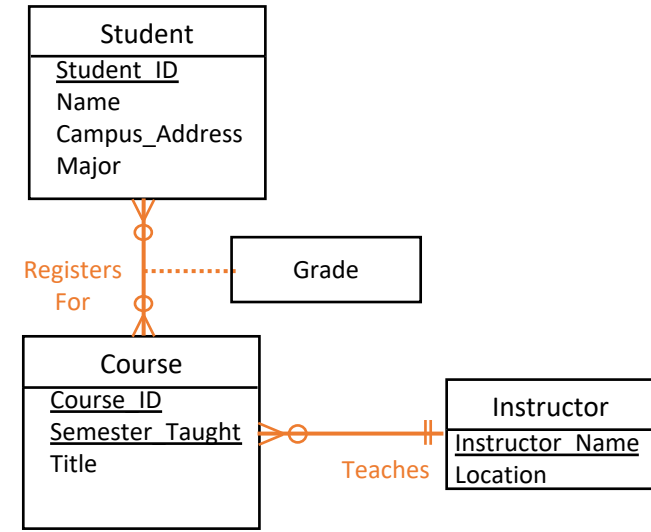 Student
Student_ID
Name
Campus_Address
Major
Registers
For
Grade
Course
Course_ID
Semester_Taught
Title
Teaches
Instructor
Instructor_Name
Location